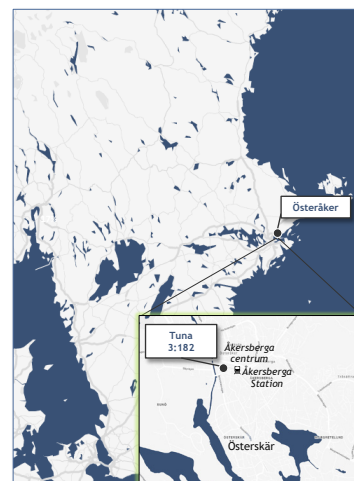 Österåker
Tuna
3:182
Åkersberga
centrum
Åkersberga
Station
Österskär